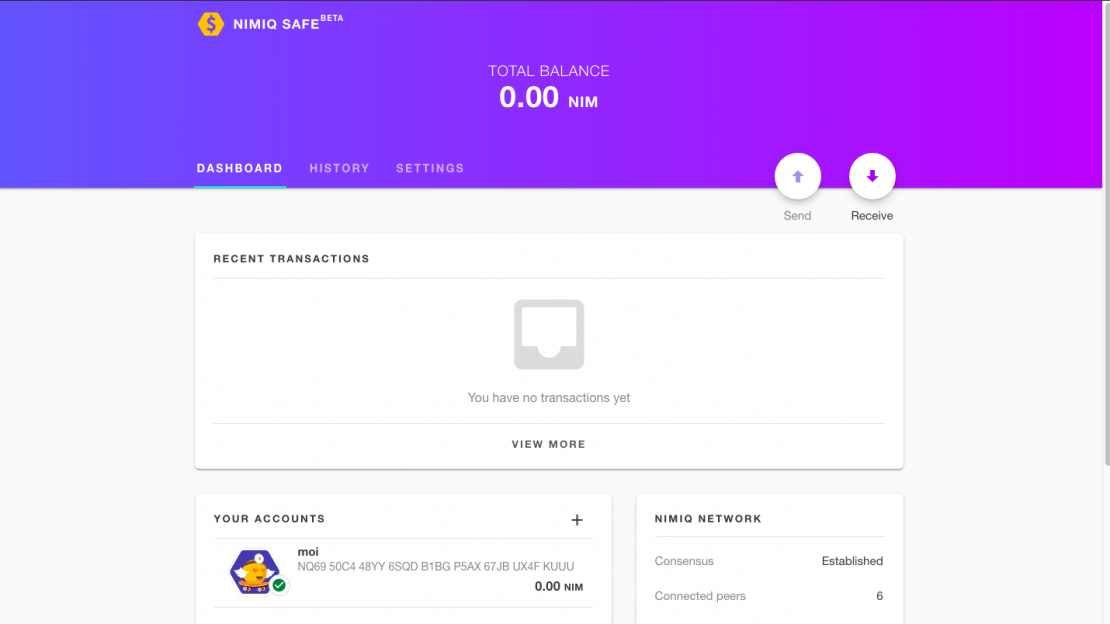 NIMIQ SAFE BETA
TOTAL BALANCE
0.00 NIM
DASHBOARD HISTORY SETTINGS
Send Receive
RECENT TRANSACTIONS
You have no transactions yet
VIEW MORE
YOUR ACCOUNTS +
moi
NQ69 50C4 48YY 6SQD B1BG P5AX 67JB UX4F KUUU
0.00 NIM
NIMIQ NETWORK
Consensus Established
Connected peers 6